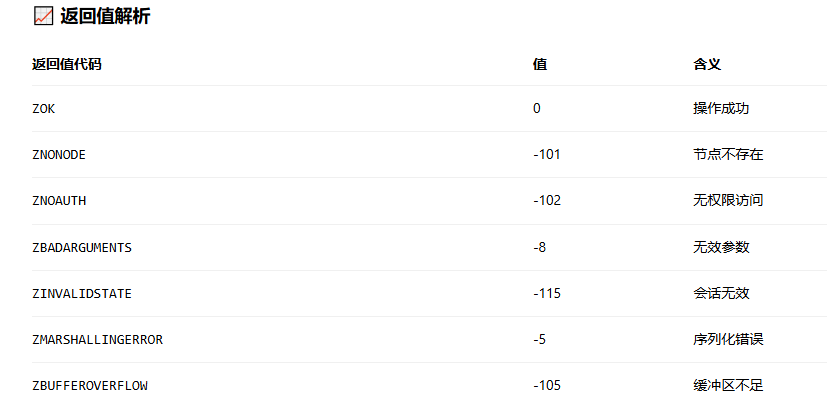 📈 返回值解析
返回值代码 值 含义
ZOK 0 操作成功
ZNONODE -101 节点不存在
ZNOAUTH -102 无权限访问
ZBADARGUMENTS -8 无效参数
ZINVALIDSTATE -115 会话无效
ZMARSHALLINGERROR -5 序列化错误
ZBUFFEROVERFLOW -105 缓冲区不足